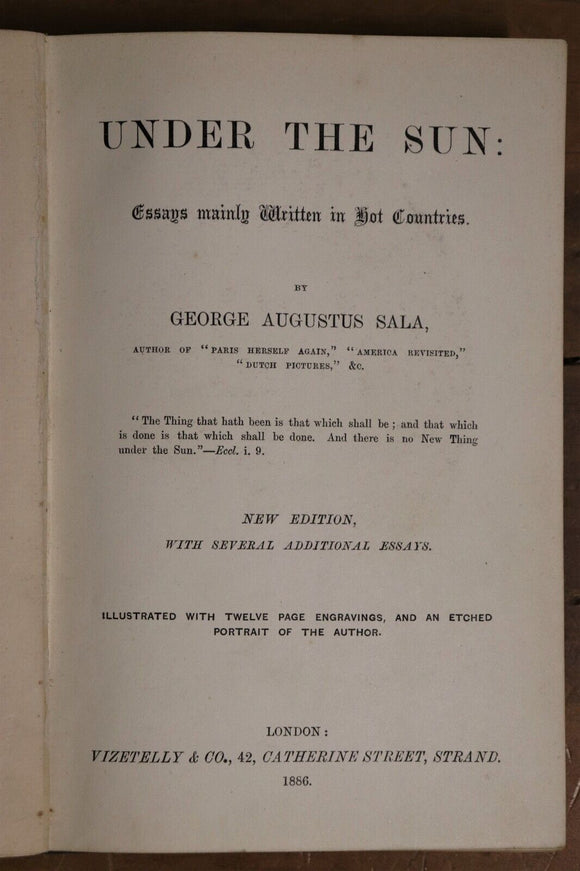 UNDER THE SUN:
Essays mainly Written in Hot Countries.
BY
GEORGE AUGUSTUS SALA,
AUTHOR OF "PARIS HERSELF AGAIN," "AMERICA REVISITED,"
"DUTCH PICTURES," &c.
"The Thing that hath been is that which shall be; and that which
is done is that which shall be done. And there is no New Thing
under the Sun."—Eccl. i. 9.
NEW EDITION,
WITH SEVERAL ADDITIONAL ESSAYS.
ILLUSTRATED WITH TWELVE PAGE ENGRAVINGS, AND AN ETCHED
PORTRAIT OF THE AUTHOR.
LONDON:
VIZETELLY & CO., 42, CATHERINE STREET, STRAND.
1886.